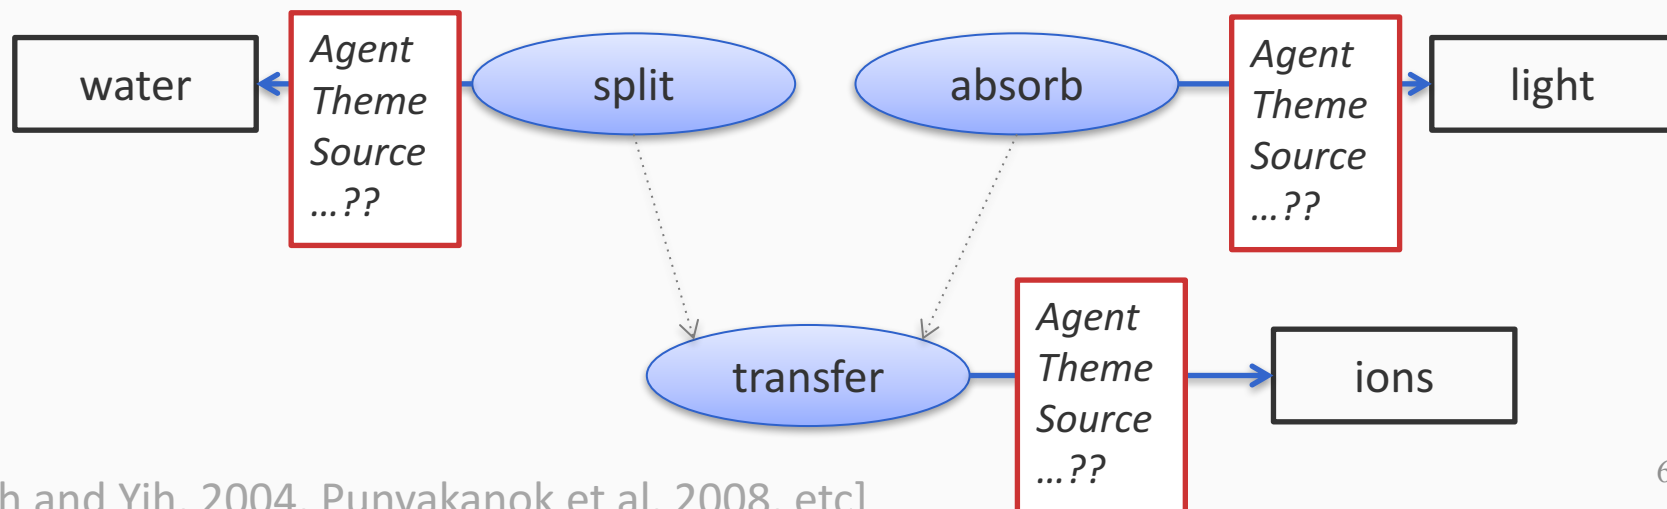 water
Agent
Theme
Source
...??
split
absorb
Agent
Theme
Source
...??
light
transfer
Agent
Theme
Source
...??
ions
h and Yih, 2004, Punyakanok et al, 2008, etc]
6